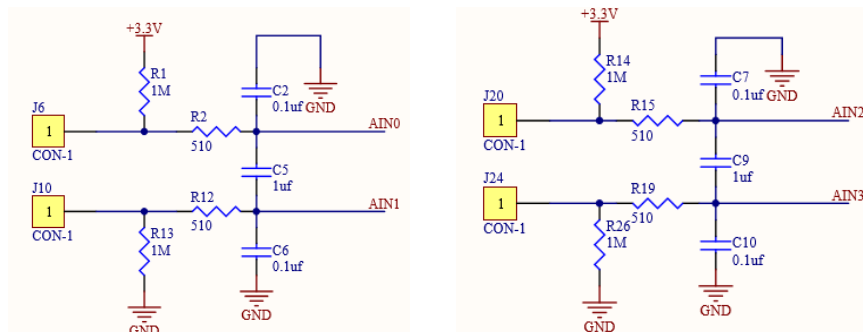 +3.3V
R1
1M
C2
0.1uf
GND
J6
1
CON-1
R2
510
AIN0
C5
1uf
J10
1
CON-1
R12
510
AIN1
R13
1M
C6
0.1uf
GND
GND
+3.3V
R14
1M
C7
0.1uf
GND
J20
1
CON-1
R15
510
AIN2
C9
1uf
J24
1
CON-1
R19
510
AIN3
R26
1M
C10
0.1uf
GND
GND